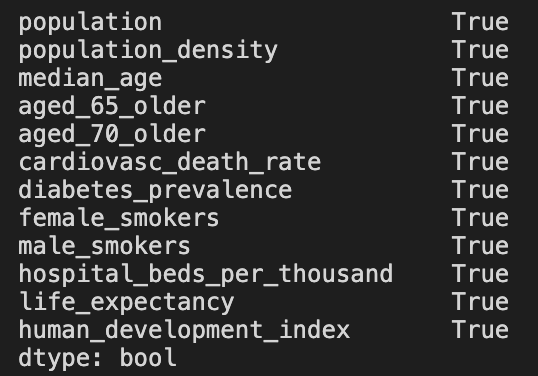 population                    True
population_density            True
median_age                    True
aged_65_older                 True
aged_70_older                 True
cardiovasc_death_rate         True
diabetes_prevalence           True
female_smokers                True
male_smokers                  True
hospital_beds_per_thousand    True
life_expectancy               True
human_development_index       True
dtype: bool